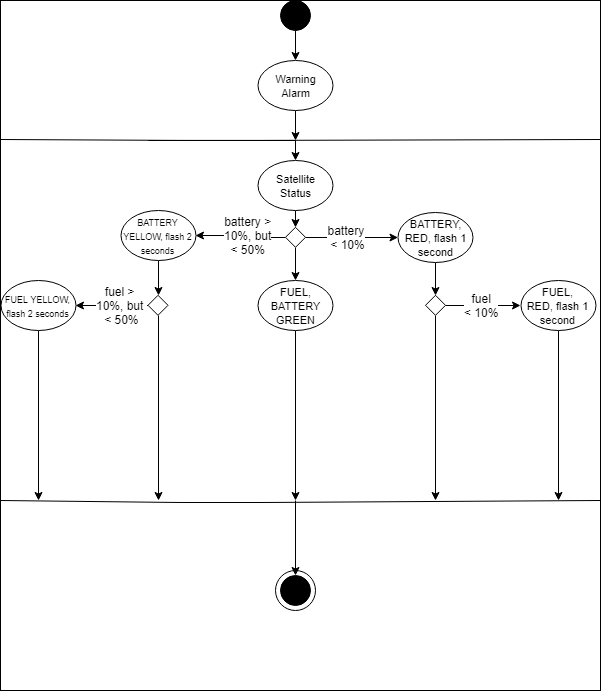 Warning
Alarm
Satellite
Status
battery >
10%, but
< 50%
battery
< 10%
BATTERY
YELLOW, flash 2
seconds
BATTERY,
RED, flash 1
second
fuel >
10%, but
< 50%
FUEL YELLOW,
flash 2 seconds
FUEL,
BATTERY
GREEN
fuel
< 10%
FUEL,
RED, flash 1
second